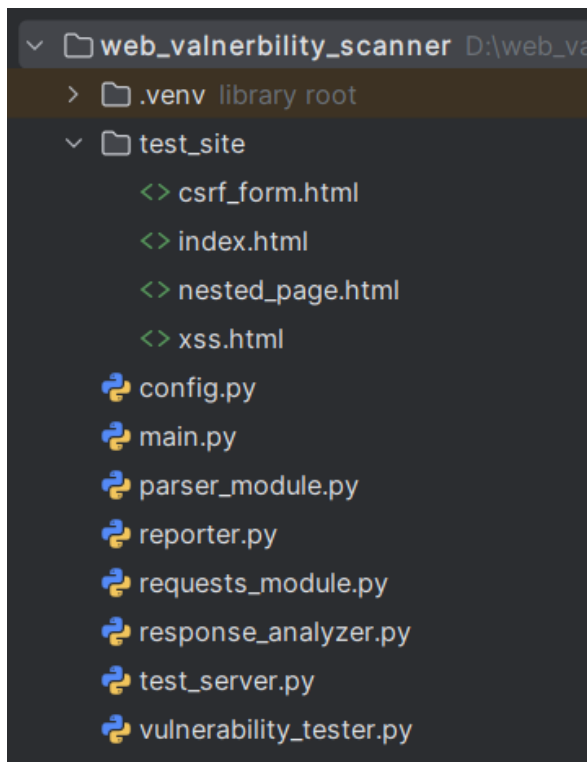 web_valnerbility_scanner D:\web_va
.venv library root
test_site
<> csrf_form.html
<> index.html
<> nested_page.html
<> xss.html
config.py
main.py
parser_module.py
reporter.py
requests_module.py
response_analyzer.py
test_server.py
vulnerability_tester.py